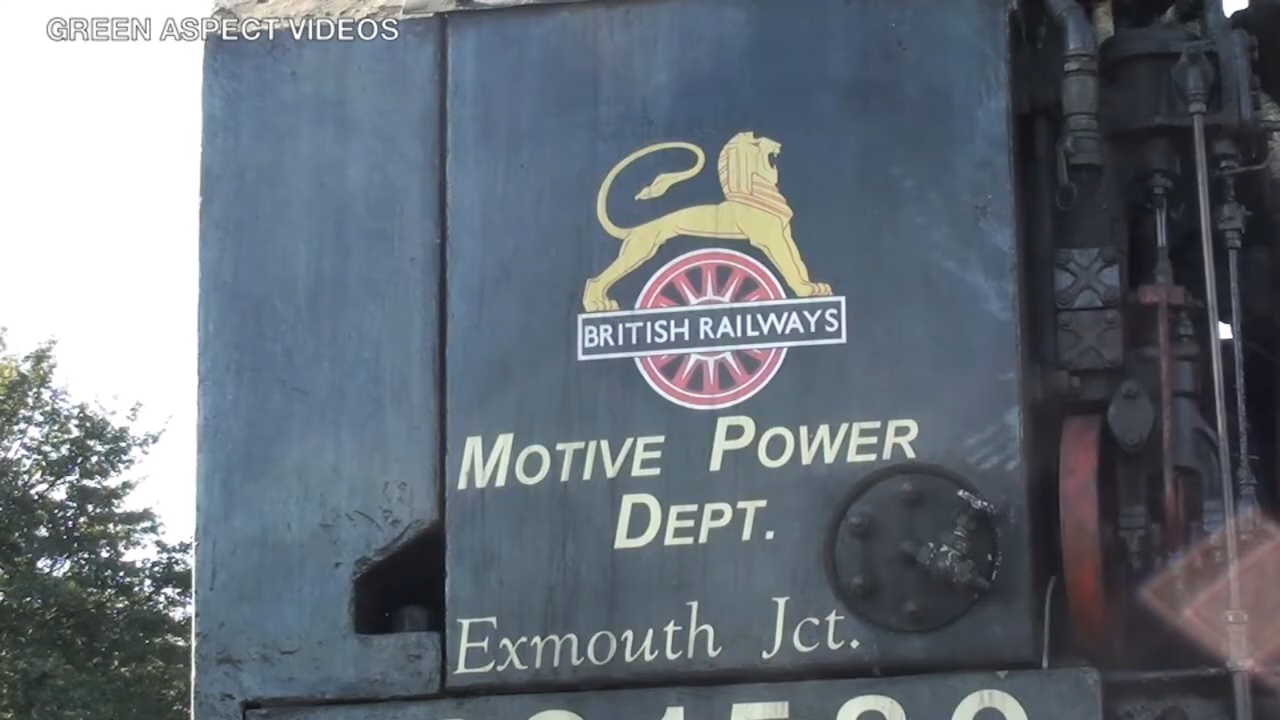 GREEN ASPECT VIDEOS
BRITISH RAILWAYS
MOTIVE POWER
DEPT.
Exmouth Jct.